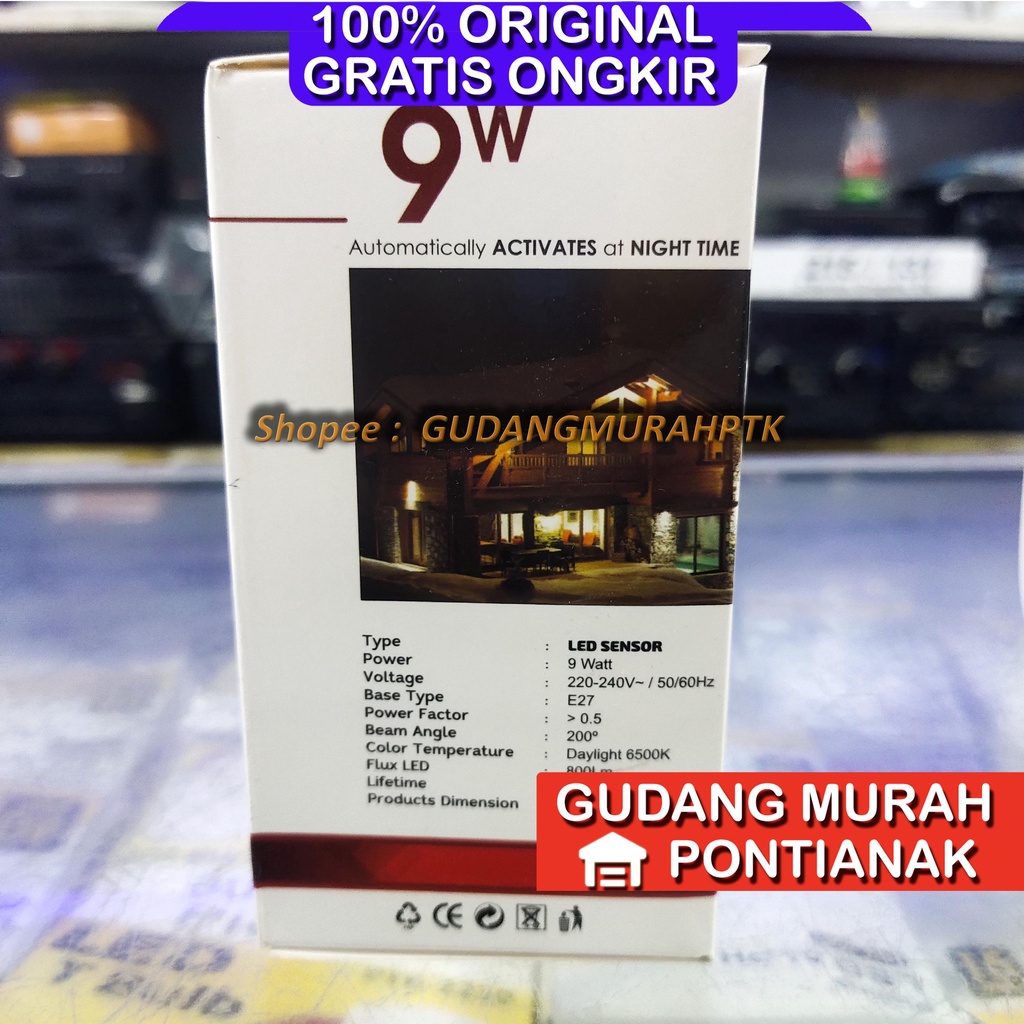 100% ORIGINAL
GRATIS ONGKIR
9W
Automatically ACTIVATES at NIGHT TIME
Shopee : GUDANGMURAHPTK
Type : LED SENSOR
Power : 9 Watt
Voltage : 220-240V~ / 50/60Hz
Base Type : E27
Power Factor : > 0.5
Beam Angle : 200º
Color Temperature : Daylight 6500K
Flux LED : 800Lm
Lifetime
Products Dimension
GUDANG MURAH
PONTIANAK
CE